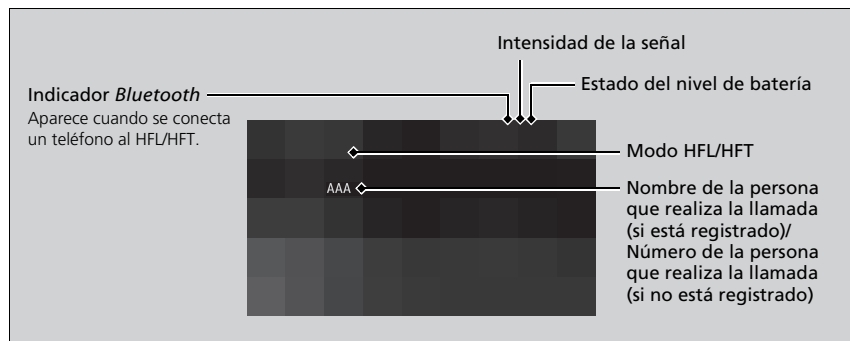 Intensidad de la señal
Estado del nivel de batería
Indicador Bluetooth
Aparece cuando se conecta
un teléfono al HFL/HFT.
Modo HFL/HFT
AAA
Nombre de la persona
que realiza la llamada
(si está registrado)/
Número de la persona
que realiza la llamada
(si no está registrado)